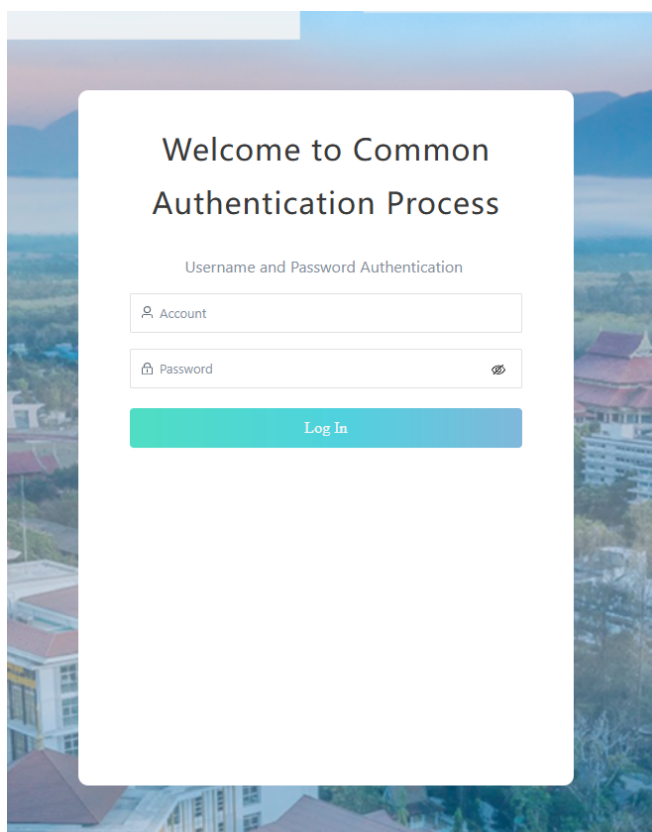 Welcome to Common
Authentication Process
Username and Password Authentication
Account
Password
Log In